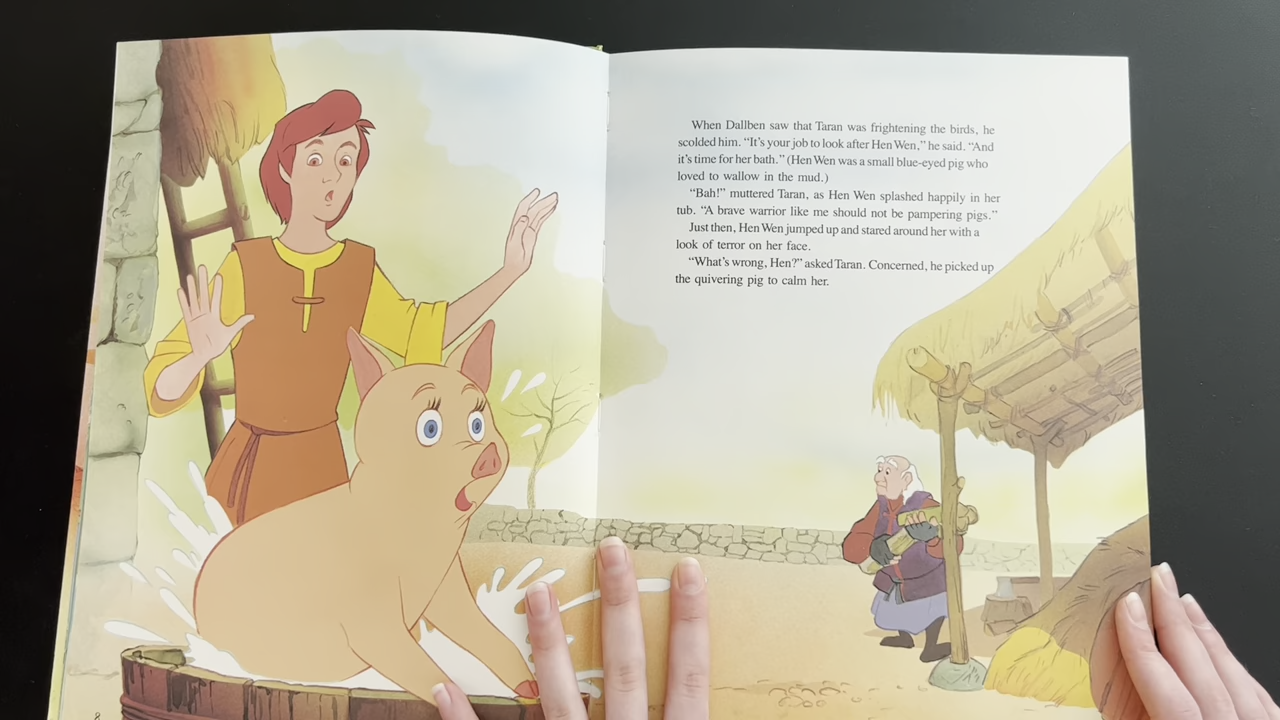 When Dallben saw that Taran was frightening the birds, he
scolded him. “It’s your job to look after Hen Wen,” he said. “And
it’s time for her bath.” (Hen Wen was a small blue-eyed pig who
loved to wallow in the mud.)
“Bah!” muttered Taran, as Hen Wen splashed happily in her
tub. “A brave warrior like me should not be pampering pigs.”
Just then, Hen Wen jumped up and stared around her with a
look of terror on her face.
“What’s wrong, Hen?” asked Taran. Concerned, he picked up
the quivering pig to calm her.
8